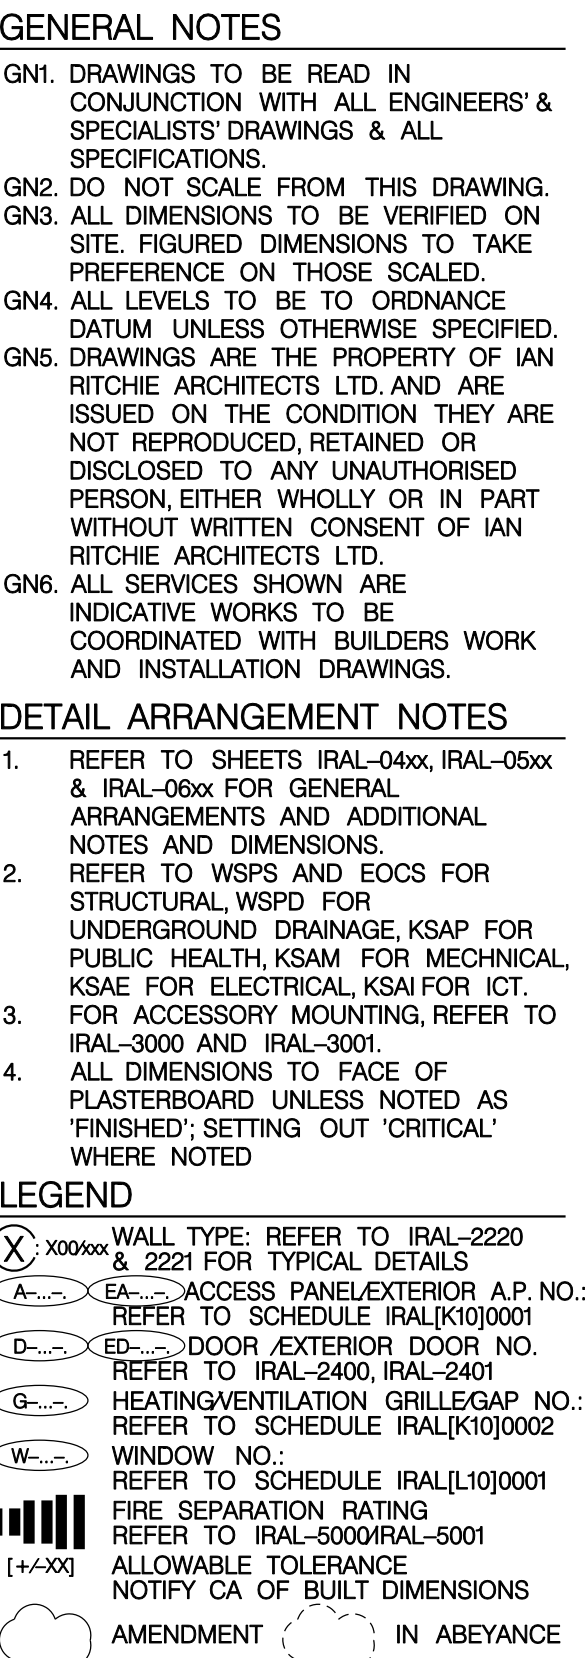 GENERAL NOTES
GN1. DRAWINGS TO BE READ IN
CONJUNCTION WITH ALL ENGINEERS' &
SPECIALISTS' DRAWINGS & ALL
SPECIFICATIONS.
GN2. DO NOT SCALE FROM THIS DRAWING.
GN3. ALL DIMENSIONS TO BE VERIFIED ON
SITE. FIGURED DIMENSIONS TO TAKE
PREFERENCE ON THOSE SCALED.
GN4. ALL LEVELS TO BE TO ORDNANCE
DATUM UNLESS OTHERWISE SPECIFIED.
GN5. DRAWINGS ARE THE PROPERTY OF IAN
RITCHIE ARCHITECTS LTD. AND ARE
ISSUED ON THE CONDITION THEY ARE
NOT REPRODUCED, RETAINED OR
DISCLOSED TO ANY UNAUTHORISED
PERSON, EITHER WHOLLY OR IN PART
WITHOUT WRITTEN CONSENT OF IAN
RITCHIE ARCHITECTS LTD.
GN6. ALL SERVICES SHOWN ARE
INDICATIVE WORKS TO BE
COORDINATED WITH BUILDERS WORK
AND INSTALLATION DRAWINGS.
DETAIL ARRANGEMENT NOTES
1. REFER TO SHEETS IRAL–04xx, IRAL–05xx
& IRAL–06xx FOR GENERAL
ARRANGEMENTS AND ADDITIONAL
NOTES AND DIMENSIONS.
2. REFER TO WSPS AND EOCS FOR
STRUCTURAL, WSPD FOR
UNDERGROUND DRAINAGE, KSAP FOR
PUBLIC HEALTH, KSAM FOR MECHNICAL,
KSAE FOR ELECTRICAL, KSAI FOR ICT.
3. FOR ACCESSORY MOUNTING, REFER TO
IRAL–3000 AND IRAL–3001.
4. ALL DIMENSIONS TO FACE OF
PLASTERBOARD UNLESS NOTED AS
'FINISHED'; SETTING OUT 'CRITICAL'
WHERE NOTED
LEGEND
X : X00/xxx WALL TYPE: REFER TO IRAL–2220
& 2221 FOR TYPICAL DETAILS
A–...–. EA–...–. ACCESS PANEL/EXTERIOR A.P. NO.:
REFER TO SCHEDULE IRAL[K10]0001
D–...–. ED–...–. DOOR /EXTERIOR DOOR NO.
REFER TO IRAL–2400, IRAL–2401
G–...–. HEATING/VENTILATION GRILLE/GAP NO.:
REFER TO SCHEDULE IRAL[K10]0002
W–...–. WINDOW NO.:
REFER TO SCHEDULE IRAL[L10]0001
FIRE SEPARATION RATING
REFER TO IRAL–5000/IRAL–5001
[+/–XX] ALLOWABLE TOLERANCE
NOTIFY CA OF BUILT DIMENSIONS
AMENDMENT IN ABEYANCE